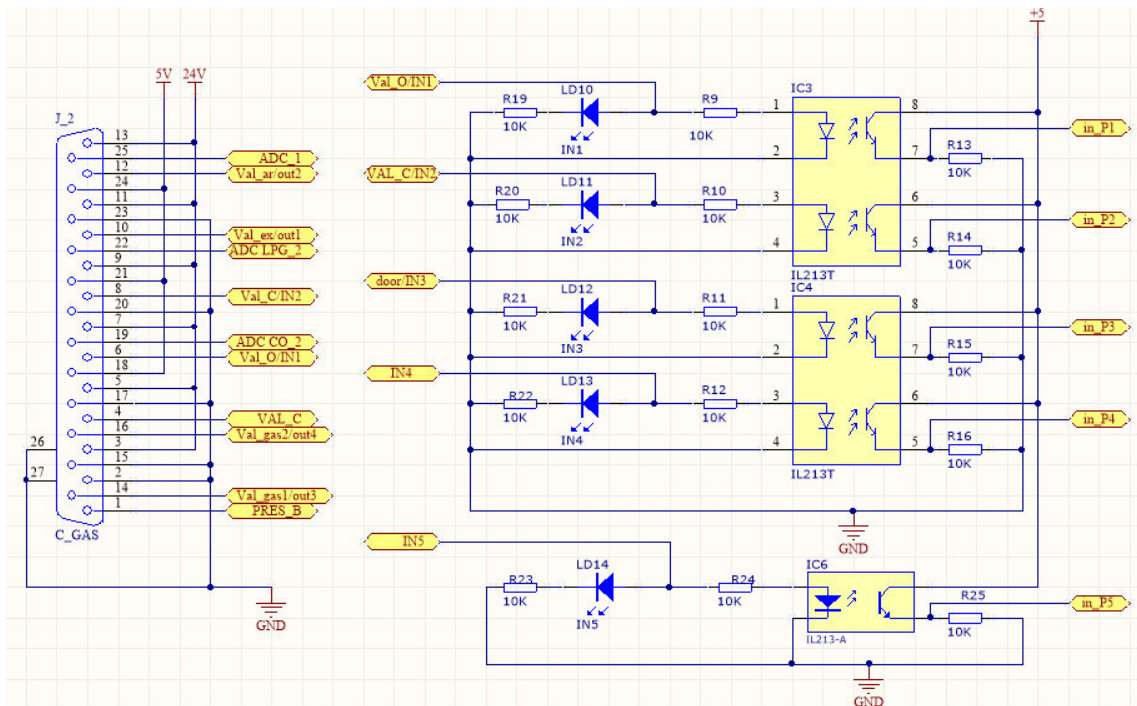 +5
5V 24V
J_2
13
25 ADC_1
12 Val_ar/out2
24
11
23
10 Val_ex/out1
22 ADC LPG_2
9
21
8 Val_C/IN2
20
7
19 ADC CO_2
6 Val_O/IN1
18
5
17
4 VAL_C
16 Val_gas2/out4
26 3
15
27 2
14 Val_gas1/out3
1 PRES_B
C_GAS
GND
Val_O/IN1
R19 LD10 R9 IC3
10K IN1 10K
1 8
2 7
in_P1
R13
10K
VAL_C/IN2
R20 LD11 R10
10K IN2 10K
3 6
4 5
in_P2
R14
10K
IL213T
door/IN3
IC4
R21 LD12 R11
10K IN3 10K
1 8
2 7
in_P3
R15
10K
IN4
R22 LD13 R12
10K IN4 10K
3 6
4 5
in_P4
R16
10K
IL213T
GND
IN5
R23 LD14 R24 IC6
10K IN5 10K
in_P5
R25
10K
IL213-A
GND